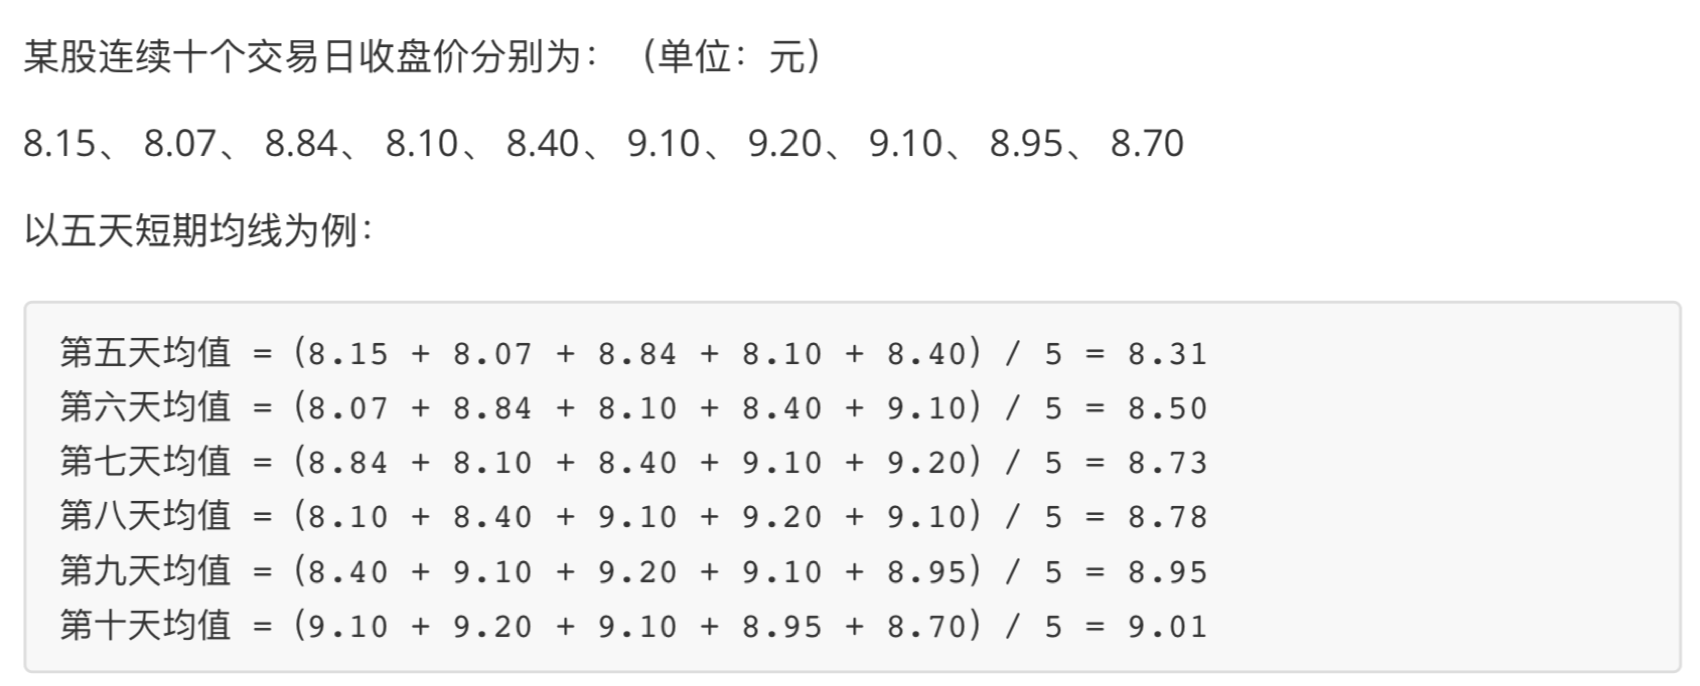 某股连续十个交易日收盘价分别为：（单位：元）
8.15、 8.07、 8.84、 8.10、 8.40、 9.10、 9.20、 9.10、 8.95、 8.70
以五天短期均线为例：
第五天均值 = (8.15 + 8.07 + 8.84 + 8.10 + 8.40) / 5 = 8.31
第六天均值 = (8.07 + 8.84 + 8.10 + 8.40 + 9.10) / 5 = 8.50
第七天均值 = (8.84 + 8.10 + 8.40 + 9.10 + 9.20) / 5 = 8.73
第八天均值 = (8.10 + 8.40 + 9.10 + 9.20 + 9.10) / 5 = 8.78
第九天均值 = (8.40 + 9.10 + 9.20 + 9.10 + 8.95) / 5 = 8.95
第十天均值 = (9.10 + 9.20 + 9.10 + 8.95 + 8.70) / 5 = 9.01